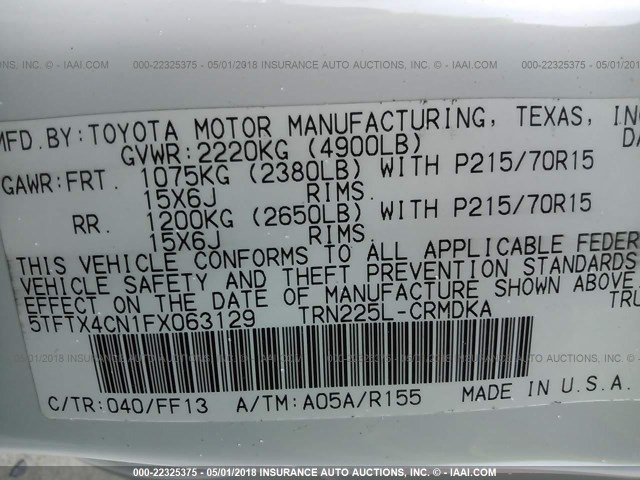 000-22325375 - 05/01/2018 INSURANCE AUTO AUCTIONS, INC. - © IAAI.COM
MFD.BY:TOYOTA MOTOR MANUFACTURING, TEXAS, INC
GVWR:2220KG (4900LB)
GAWR:FRT. 1075KG (2380LB) WITH P215/70R15
15X6J RIMS,
RR. 1200KG (2650LB) WITH P215/70R15
15X6J RIMS,
THIS VEHICLE CONFORMS TO ALL APPLICABLE FEDER
VEHICLE SAFETY AND THEFT PREVENTION STANDARDS
EFFECT ON THE DATE OF MANUFACTURE SHOWN ABOVE.
5TFTX4CN1FX063129 TRN225L-CRMDKA TRU
C/TR:040/FF13 A/TM:A05A/R155 MADE IN U.S.A.
000-22325375 - 05/01/2018 INSURANCE AUTO AUCTIONS, INC. - © IAAI.COM